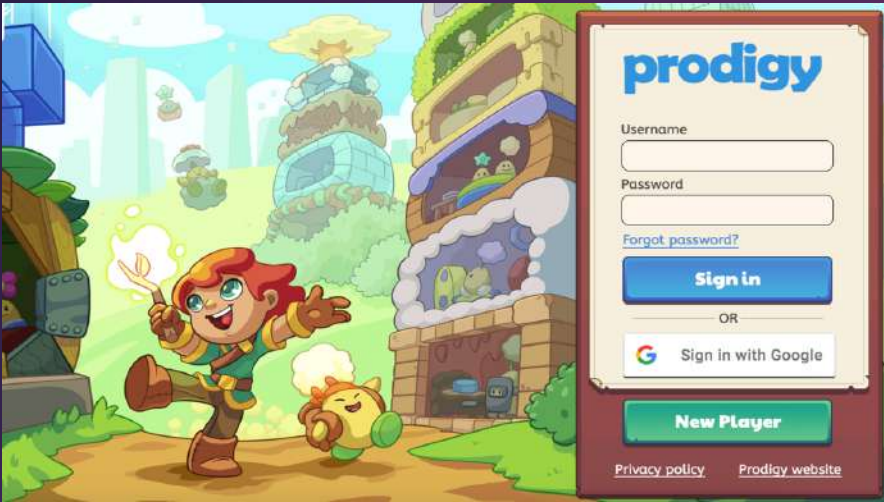 prodigy
Username
Password
Forgot password?
Sign in
OR
Sign in with Google
New Player
Privacy policy Prodigy website